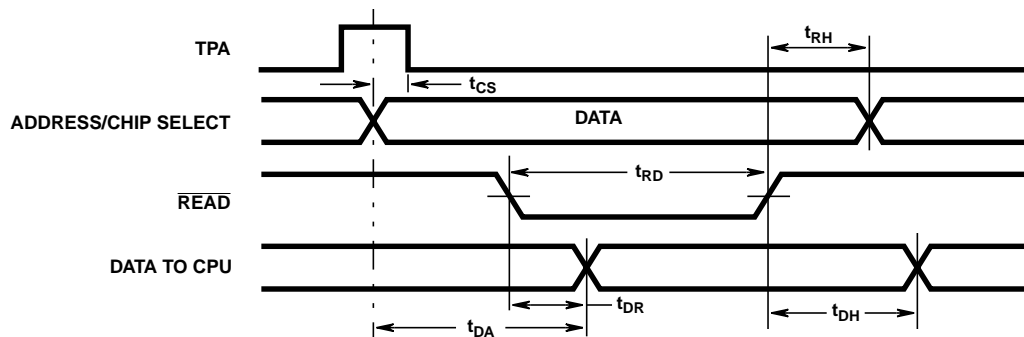 TPA
tRH
tCS
ADDRESS/CHIP SELECT
DATA
tRD
READ
DATA TO CPU
tDR
tDH
tDA